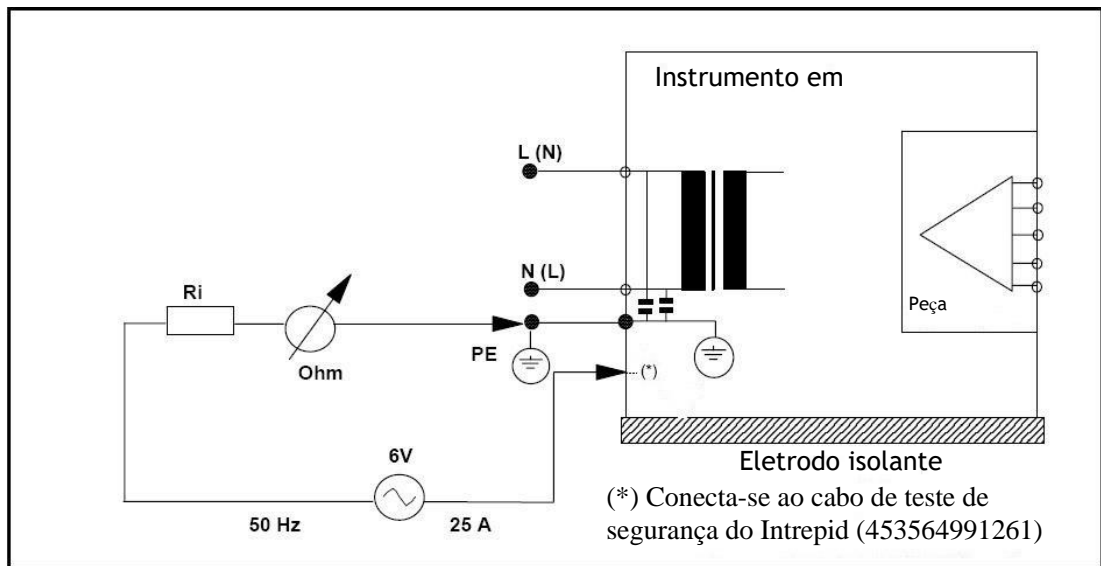 Instrumento em
L (N)
N (L)
Ri
Peça
PE
Ohm
(*)
6V
50 Hz
25 A
Eletrodo isolante
(*) Conecta-se ao cabo de teste de
segurança do Intrepid (453564991261)